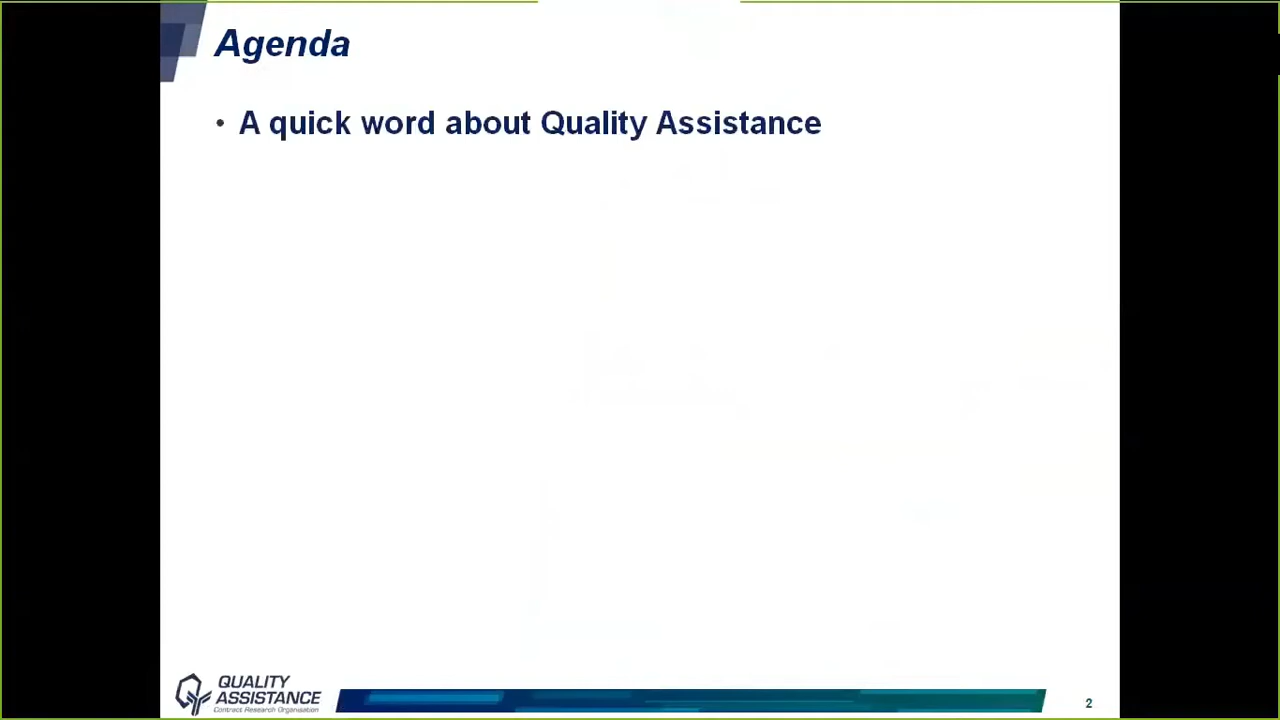 Agenda
• A quick word about Quality Assistance
QUALITY
ASSISTANCE
Contract Research Organisation
2